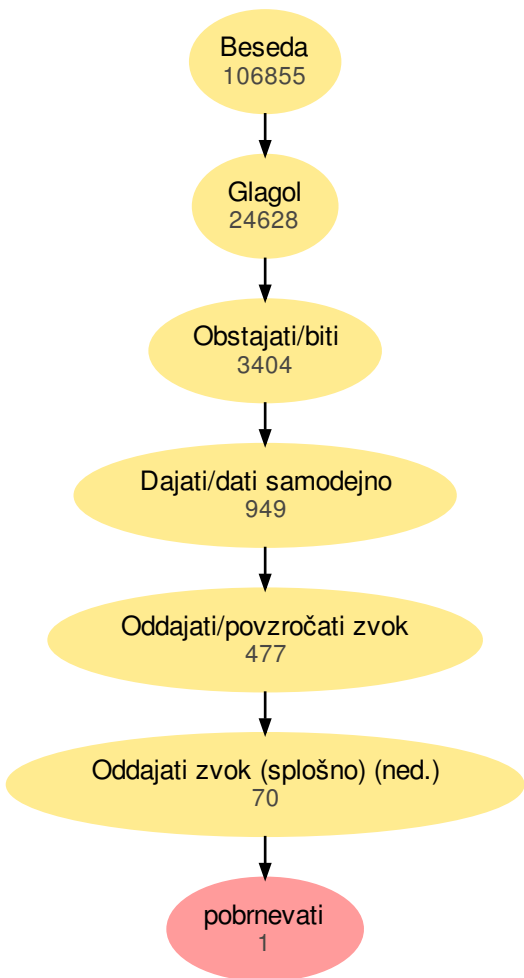 Beseda
106855
Glagol
24628
Obstajati/biti
3404
Dajati/dati samodejno
949
Oddajati/povzročati zvok
477
Oddajati zvok (splošno) (ned.)
70
pobrnevati
1